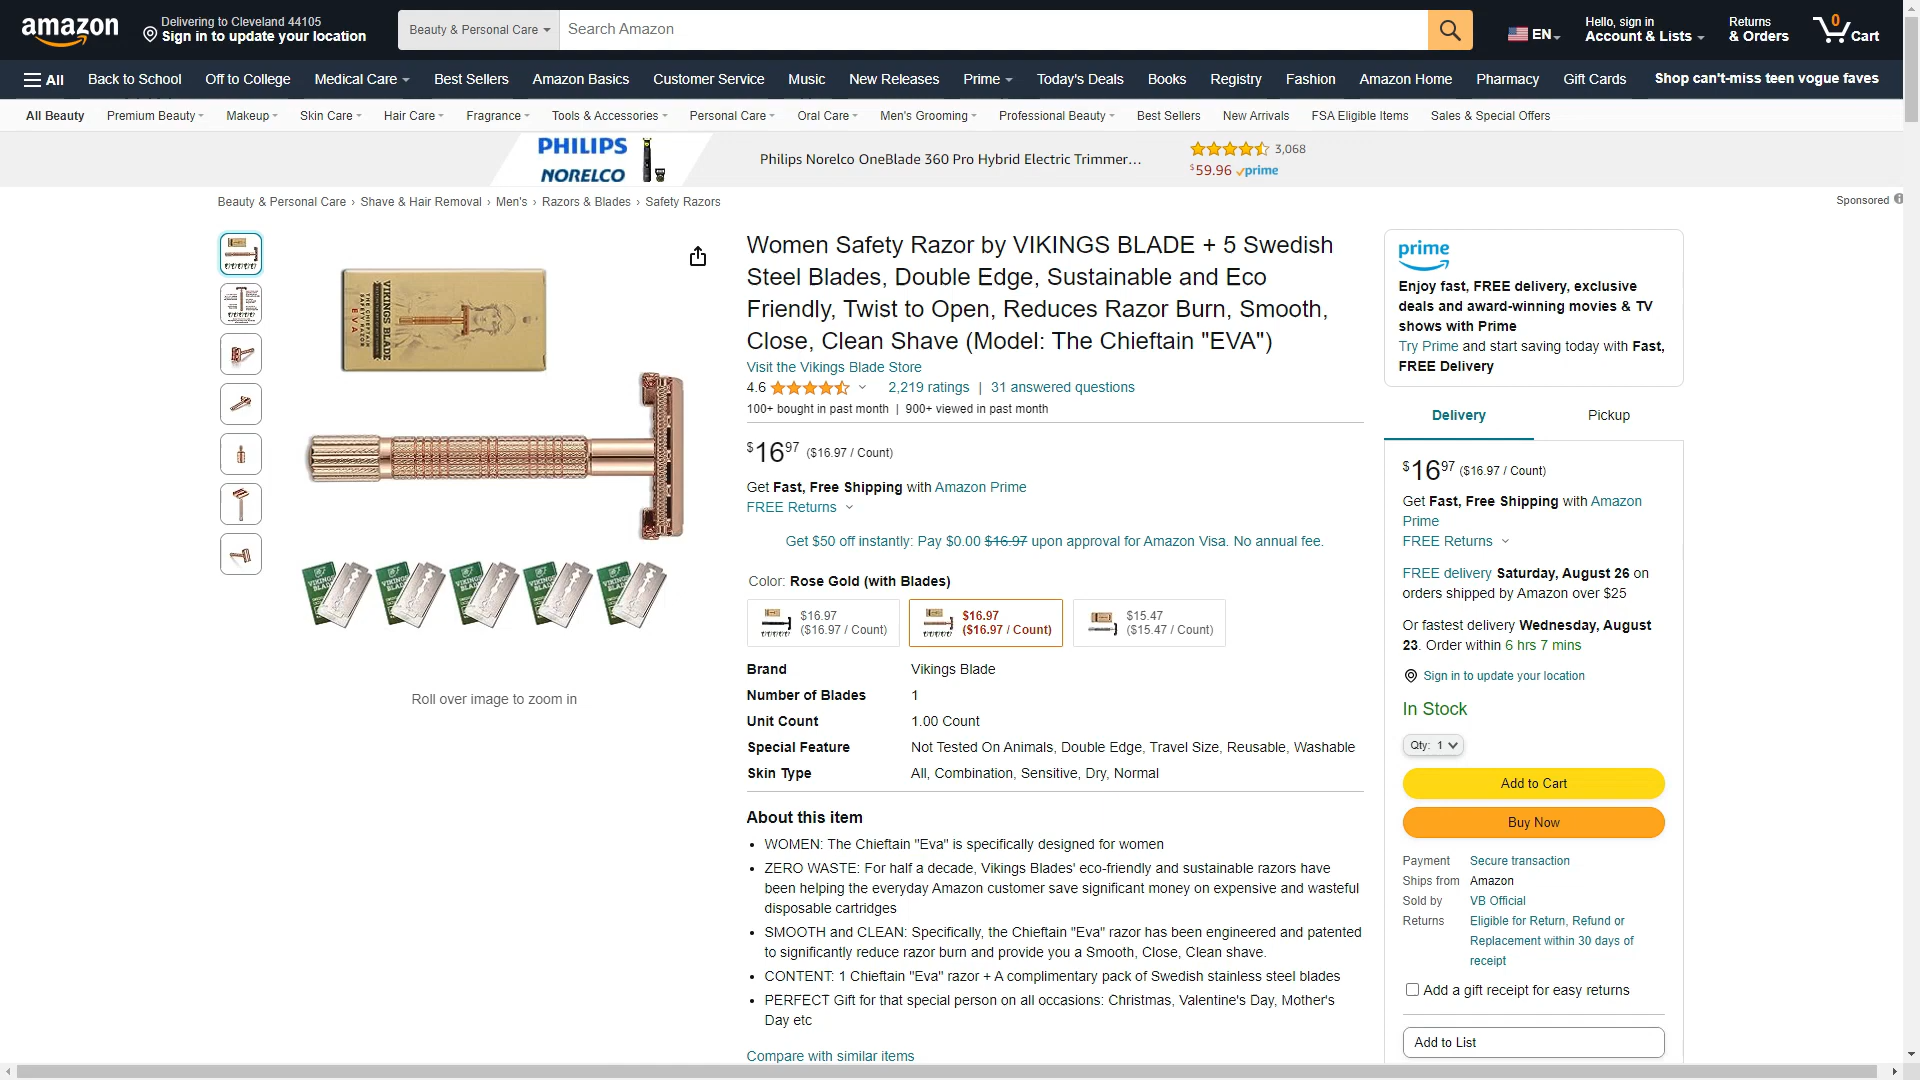 amazon
Delivering to Cleveland 44105
Sign in to update your location
Beauty & Personal Care
Search Amazon
EN
Hello, sign in
Account & Lists
Returns
& Orders
0
Cart
All
Back to School
Off to College
Medical Care
Best Sellers
Amazon Basics
Customer Service
Music
New Releases
Prime
Today's Deals
Books
Registry
Fashion
Amazon Home
Pharmacy
Gift Cards
Shop can't-miss teen vogue faves
All Beauty
Premium Beauty
Makeup
Skin Care
Hair Care
Fragrance
Tools & Accessories
Personal Care
Oral Care
Men's Grooming
Professional Beauty
Best Sellers
New Arrivals
FSA Eligible Items
Sales & Special Offers
PHILIPS
NORELCO
Philips Norelco OneBlade 360 Pro Hybrid Electric Trimmer…
3,068
$59.96 prime
Beauty & Personal Care › Shave & Hair Removal › Men's › Razors & Blades › Safety Razors
Sponsored
VIKINGS BLADE
THE CHIEFTAIN
SAFETY RAZOR
EVA
Roll over image to zoom in
Women Safety Razor by VIKINGS BLADE + 5 Swedish
Steel Blades, Double Edge, Sustainable and Eco
Friendly, Twist to Open, Reduces Razor Burn, Smooth,
Close, Clean Shave (Model: The Chieftain "EVA")
Visit the Vikings Blade Store
4.6 2,219 ratings | 31 answered questions
100+ bought in past month | 900+ viewed in past month
$16 97 ($16.97 / Count)
Get Fast, Free Shipping with Amazon Prime
FREE Returns
Get $50 off instantly: Pay $0.00 $16.97 upon approval for Amazon Visa. No annual fee.
Color: Rose Gold (with Blades)
$16.97
($16.97 / Count)
$16.97
($16.97 / Count)
$15.47
($15.47 / Count)
Brand Vikings Blade
Number of Blades 1
Unit Count 1.00 Count
Special Feature Not Tested On Animals, Double Edge, Travel Size, Reusable, Washable
Skin Type All, Combination, Sensitive, Dry, Normal
About this item
• WOMEN: The Chieftain "Eva" is specifically designed for women
• ZERO WASTE: For half a decade, Vikings Blades' eco-friendly and sustainable razors have
been helping the everyday Amazon customer save significant money on expensive and wasteful
disposable cartridges
• SMOOTH and CLEAN: Specifically, the Chieftain "Eva" razor has been engineered and patented
to significantly reduce razor burn and provide you a Smooth, Close, Clean shave.
• CONTENT: 1 Chieftain "Eva" razor + A complimentary pack of Swedish stainless steel blades
• PERFECT Gift for that special person on all occasions: Christmas, Valentine's Day, Mother's
Day etc
Compare with similar items
prime
Enjoy fast, FREE delivery, exclusive
deals and award-winning movies & TV
shows with Prime
Try Prime and start saving today with Fast,
FREE Delivery
Delivery
Pickup
$16 97 ($16.97 / Count)
Get Fast, Free Shipping with Amazon
Prime
FREE Returns
FREE delivery Saturday, August 26 on
orders shipped by Amazon over $25
Or fastest delivery Wednesday, August
23. Order within 6 hrs 7 mins
Sign in to update your location
In Stock
Qty: 1
Add to Cart
Buy Now
Payment Secure transaction
Ships from Amazon
Sold by VB Official
Returns Eligible for Return, Refund or
Replacement within 30 days of
receipt
Add a gift receipt for easy returns
Add to List